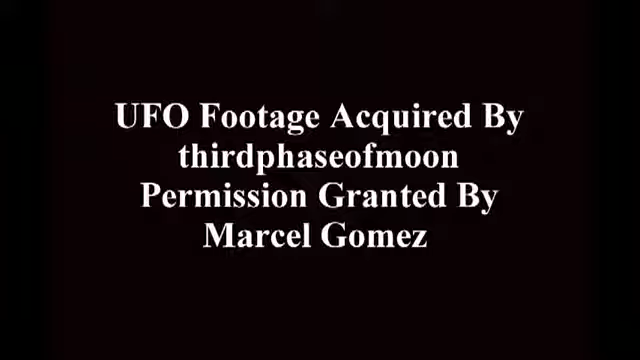 UFO Footage Acquired By
thirdphaseofmoon
Permission Granted By
Marcel Gomez